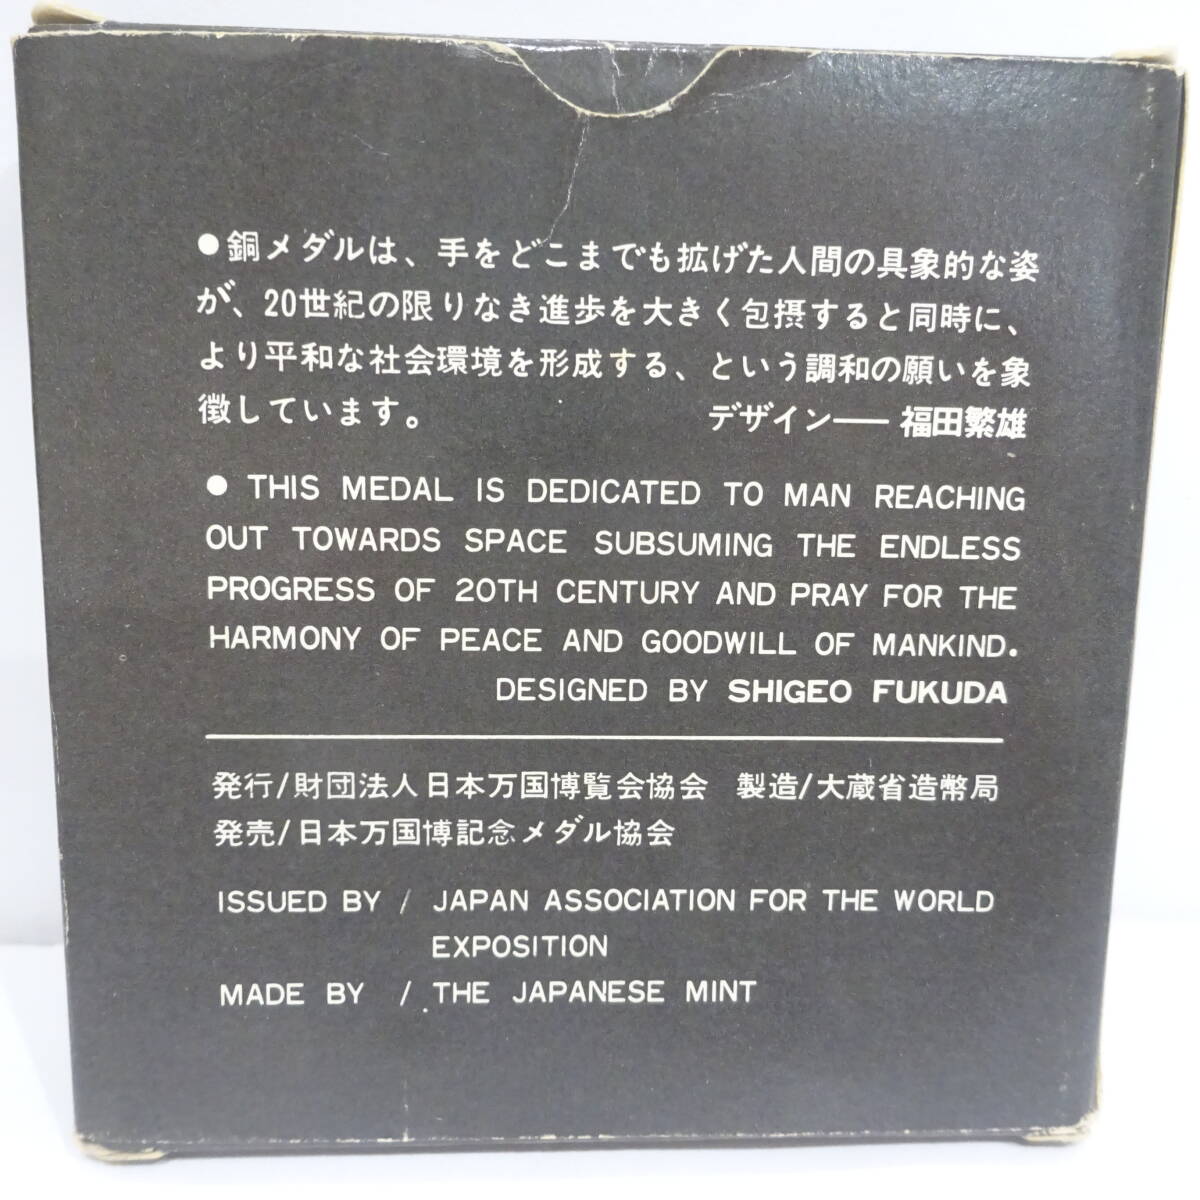 ●銅メダルは、手をどこまでも拡げた人間の具象的な姿
が、20世紀の限りなき進歩を大きく包摂すると同時に、
より平和な社会環境を形成する、という調和の願いを象
徴しています。 デザイン──福田繁雄
● THIS MEDAL IS DEDICATED TO MAN REACHING
OUT TOWARDS SPACE SUBSUMING THE ENDLESS
PROGRESS OF 20TH CENTURY AND PRAY FOR THE
HARMONY OF PEACE AND GOODWILL OF MANKIND.
DESIGNED BY SHIGEO FUKUDA
発行/財団法人日本万国博覧会協会 製造/大蔵省造幣局
発売/日本万国博記念メダル協会
ISSUED BY / JAPAN ASSOCIATION FOR THE WORLD
EXPOSITION
MADE BY / THE JAPANESE MINT